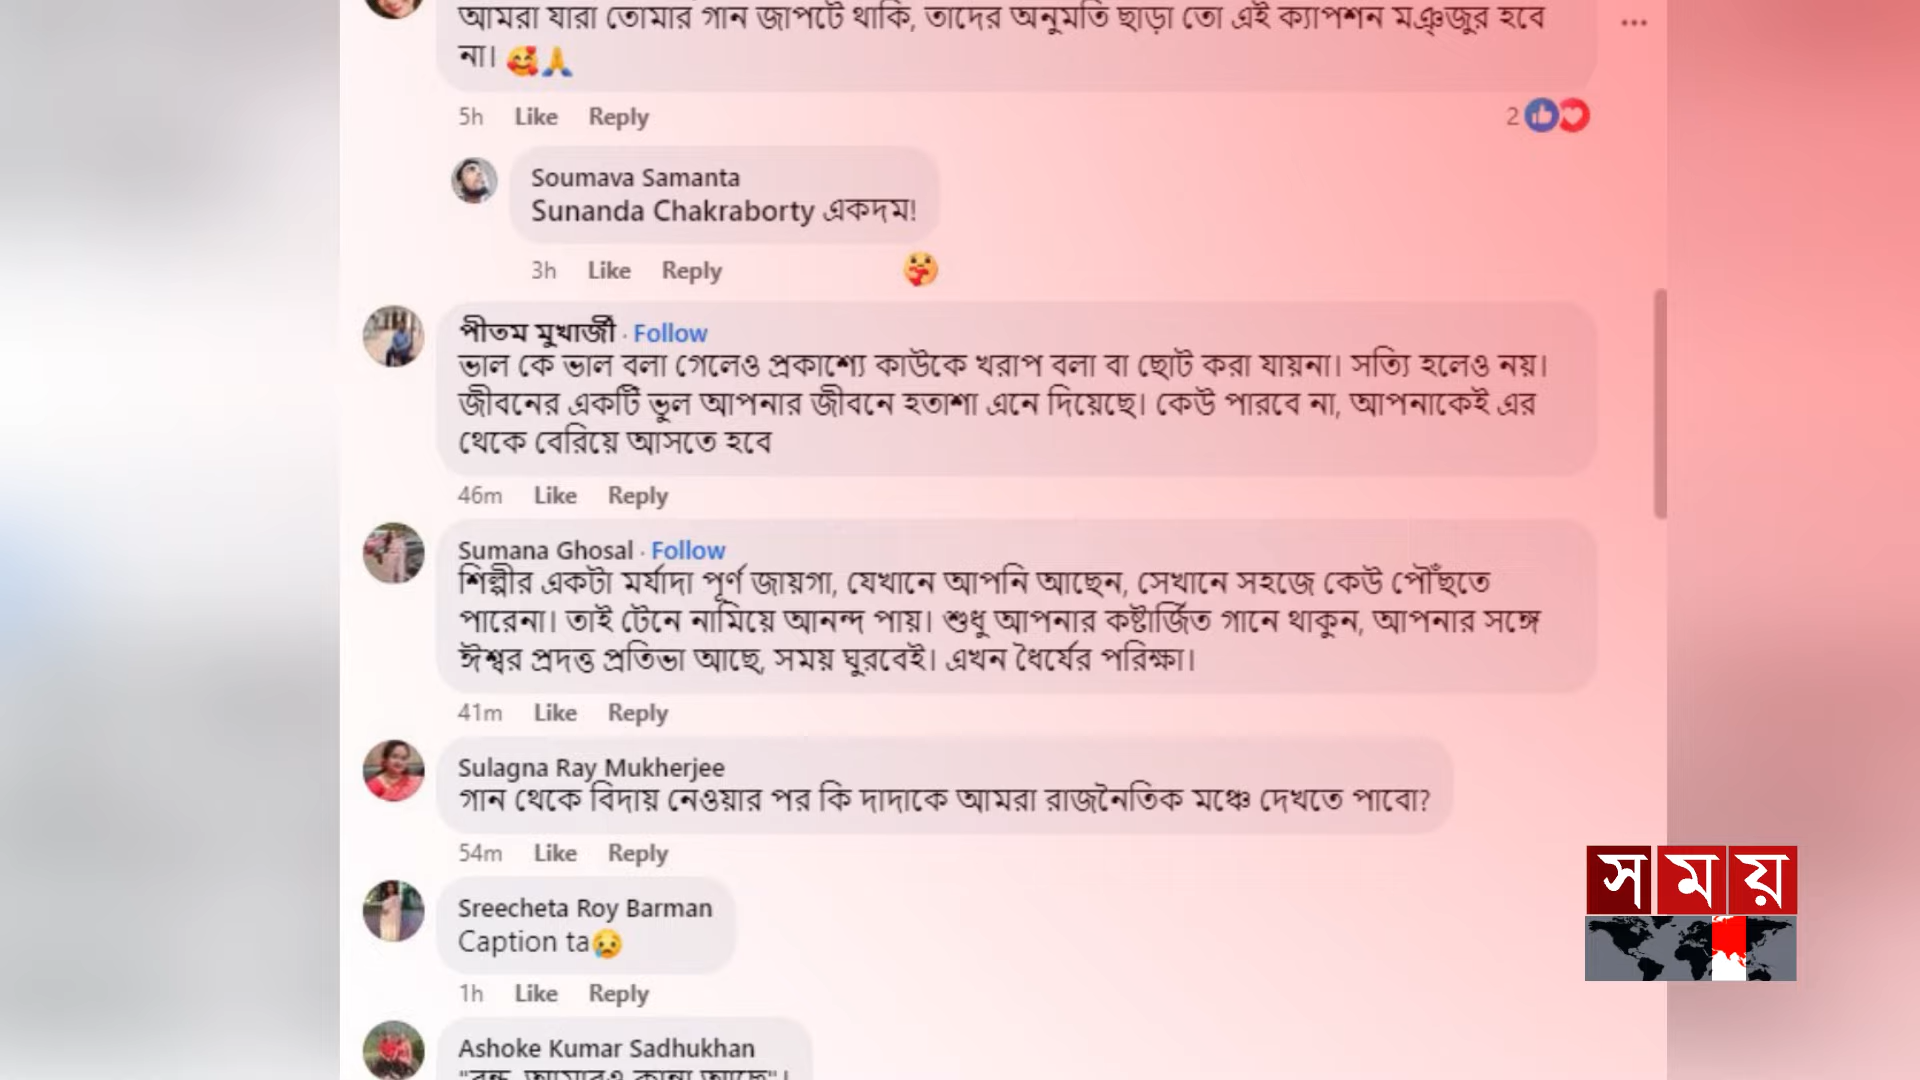 আমরা যারা তোমার গান জাপটে থাকি, তাদের অনুমতি ছাড়া তো এই ক্যাপশন মঞ্জুর হবে
না। 🥰🙏
5h Like Reply 2
Soumava Samanta
Sunanda Chakraborty একদম!
3h Like Reply
পীতম মুখার্জী · Follow
ভাল কে ভাল বলা গেলেও প্রকাশ্যে কাউকে খরাপ বলা বা ছোট করা যায়না। সত্যি হলেও নয়।
জীবনের একটি ভুল আপনার জীবনে হতাশা এনে দিয়েছে। কেউ পারবে না, আপনাকেই এর
থেকে বেরিয়ে আসতে হবে
46m Like Reply
Sumana Ghosal · Follow
শিল্পীর একটা মর্যাদা পূর্ণ জায়গা, যেখানে আপনি আছেন, সেখানে সহজে কেউ পৌঁছতে
পারেনা। তাই টেনে নামিয়ে আনন্দ পায়। শুধু আপনার কষ্টার্জিত গানে থাকুন, আপনার সঙ্গে
ঈশ্বর প্রদত্ত প্রতিভা আছে, সময় ঘুরবেই। এখন ধৈর্যের পরিক্ষা।
41m Like Reply
Sulagna Ray Mukherjee
গান থেকে বিদায় নেওয়ার পর কি দাদাকে আমরা রাজনৈতিক মঞ্চে দেখতে পাবো?
54m Like Reply
সময়
Sreecheta Roy Barman
Caption ta😢
1h Like Reply
Ashoke Kumar Sadhukhan